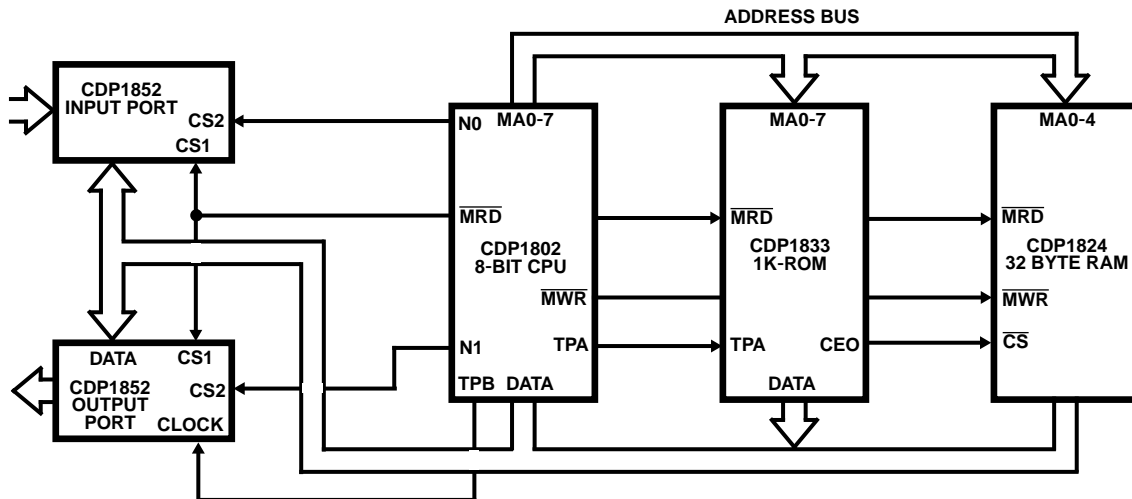 ADDRESS BUS
CDP1852
INPUT PORT
CS2
CS1
N0
MA0-7
MRD
CDP1802
8-BIT CPU
MWR
N1
TPA
TPB
DATA
MA0-7
MRD
CDP1833
1K-ROM
TPA
CEO
DATA
MA0-4
MRD
CDP1824
32 BYTE RAM
MWR
CS
DATA
CS1
CDP1852
OUTPUT
PORT
CS2
CLOCK